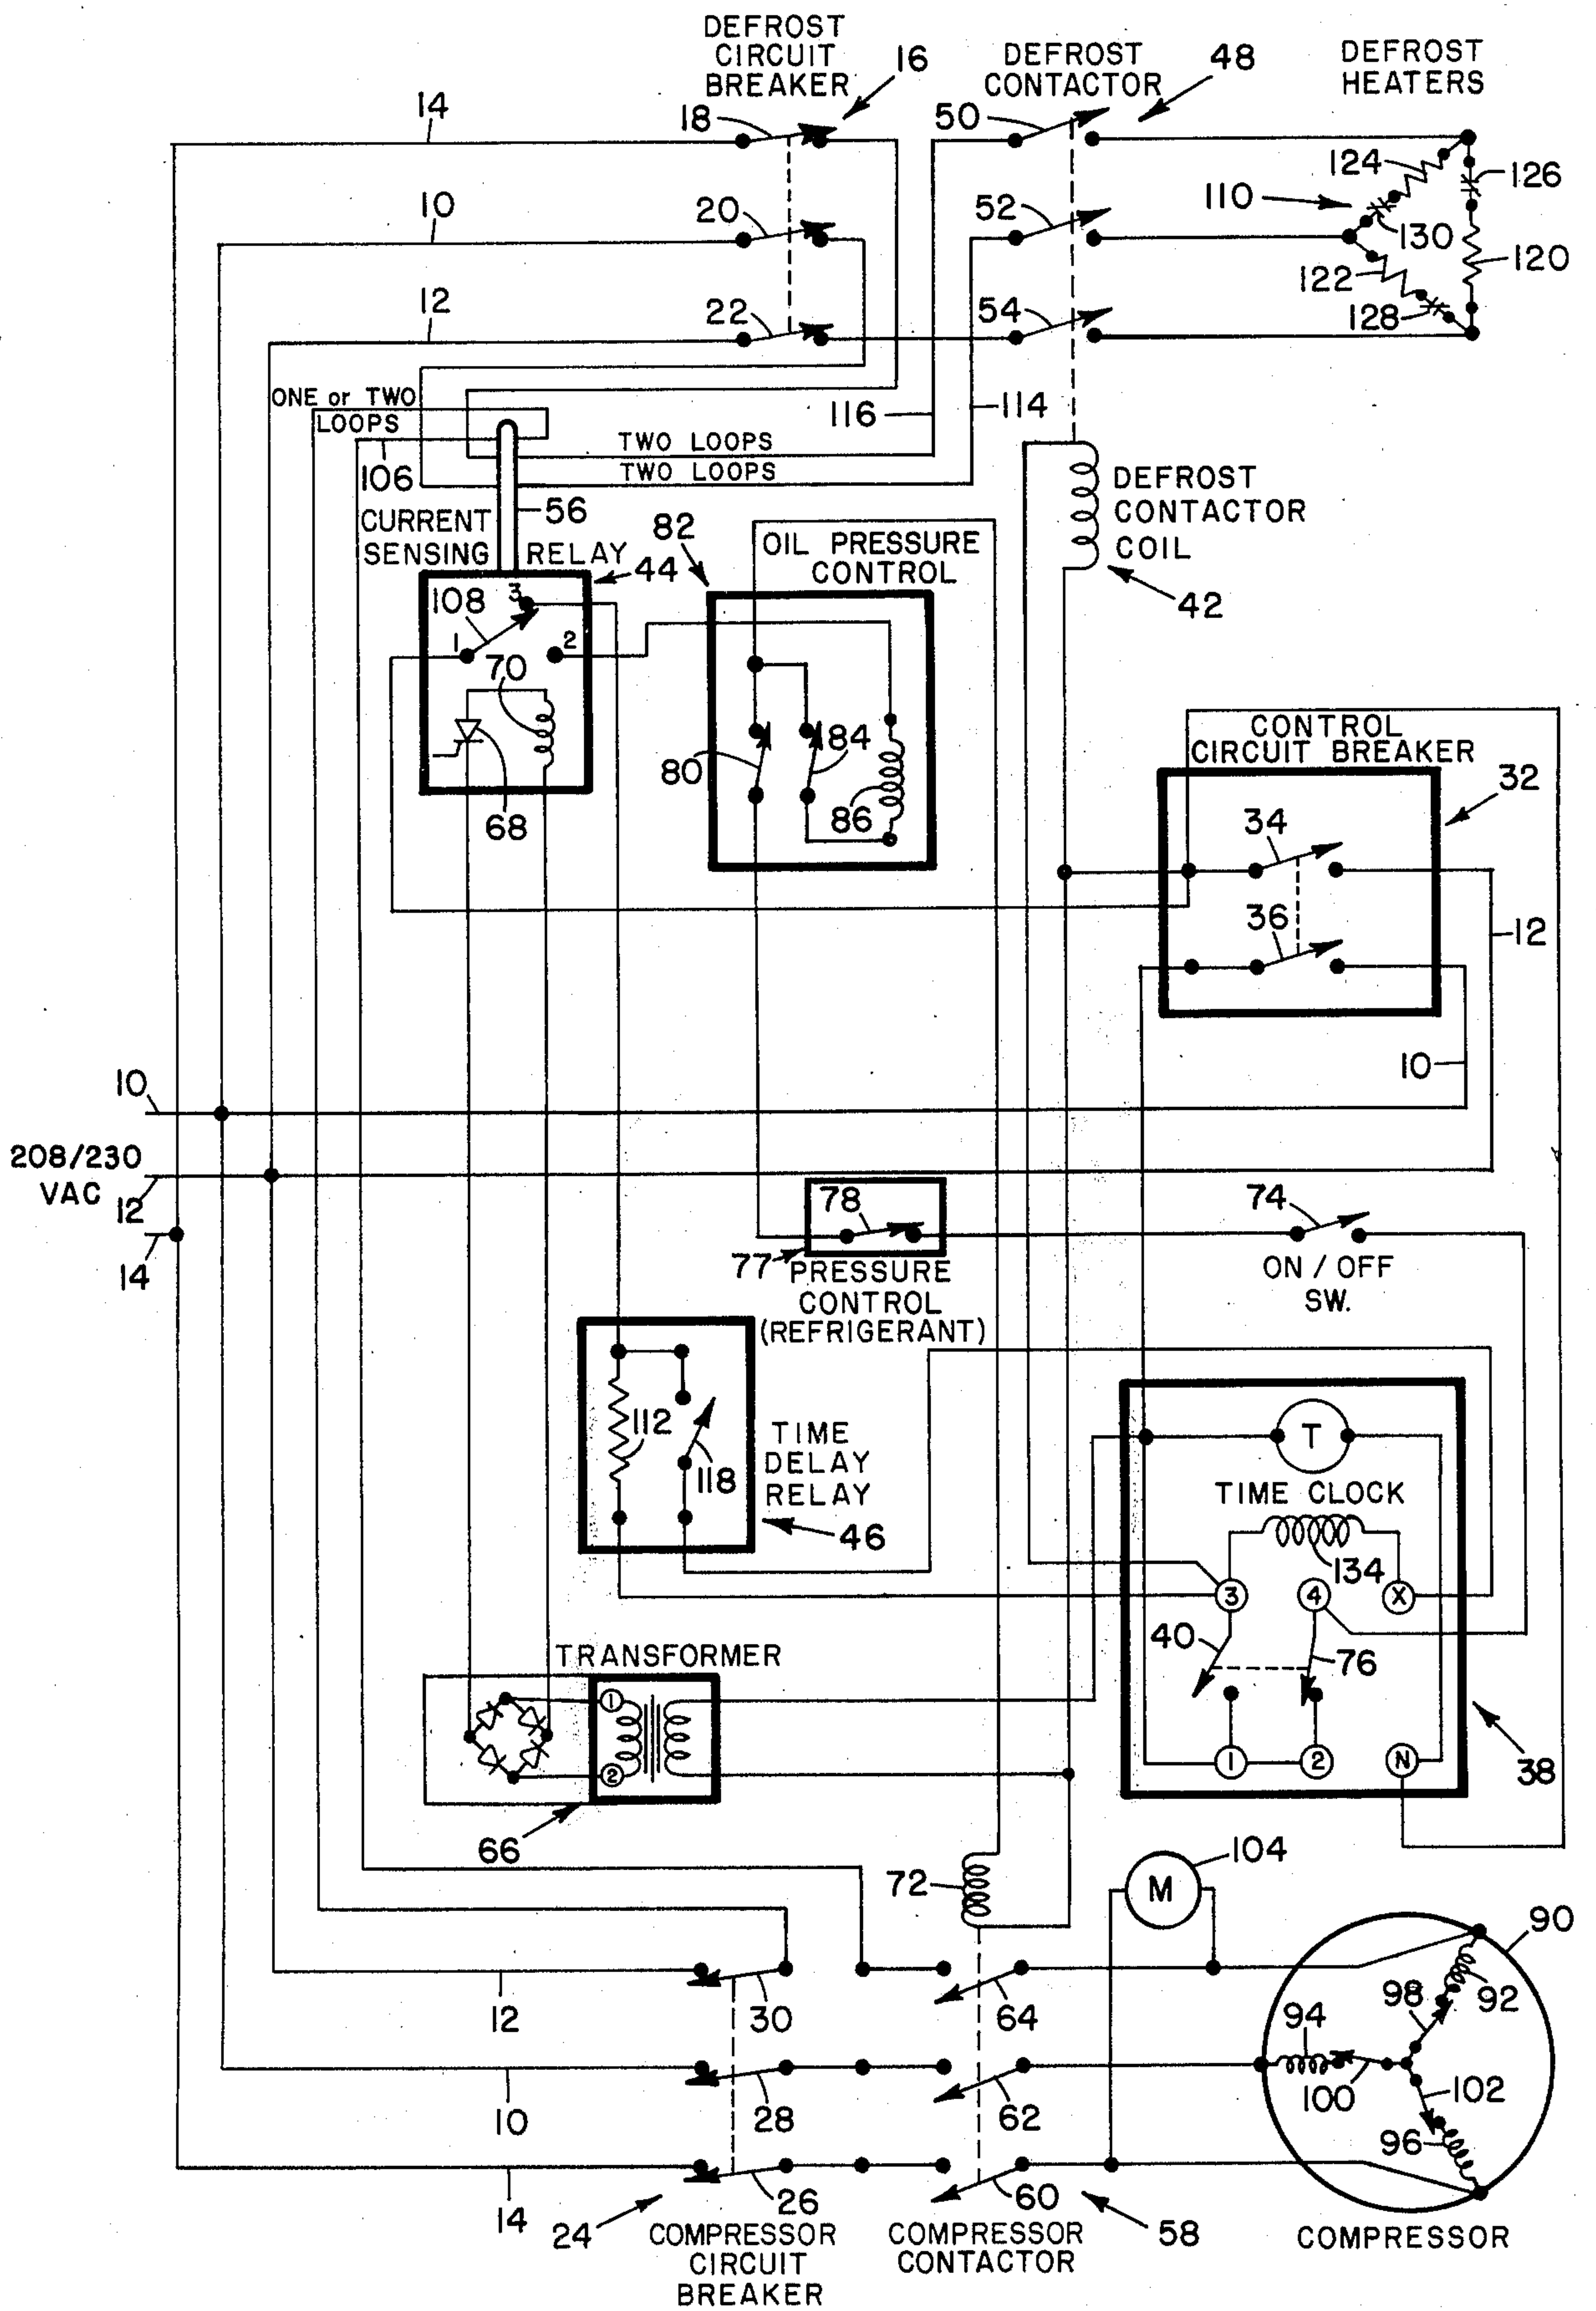 DEFROST
CIRCUIT
BREAKER
16
DEFROST
CONTACTOR
48
DEFROST
HEATERS
14
18
50
124
126
10
20
52
110
130
120
122
12
22
54
128
ONE or TWO
LOOPS
116
114
TWO LOOPS
TWO LOOPS
106
56
CURRENT
SENSING RELAY
44
82
OIL PRESSURE
CONTROL
DEFROST
CONTACTOR
COIL
42
108
3
1
2
70
68
80
84
86
CONTROL
CIRCUIT BREAKER
32
34
36
12
10
10
208/230
VAC
12
14
78
77
PRESSURE
CONTROL
(REFRIGERANT)
74
ON / OFF
SW.
112
118
TIME
DELAY
RELAY
46
T
TIME CLOCK
134
3
4
X
40
76
1
2
N
38
TRANSFORMER
1
2
66
72
M
104
90
12
30
64
98
92
94
10
28
62
100
102
96
14
26
60
24
COMPRESSOR
CIRCUIT
BREAKER
COMPRESSOR
CONTACTOR
58
COMPRESSOR